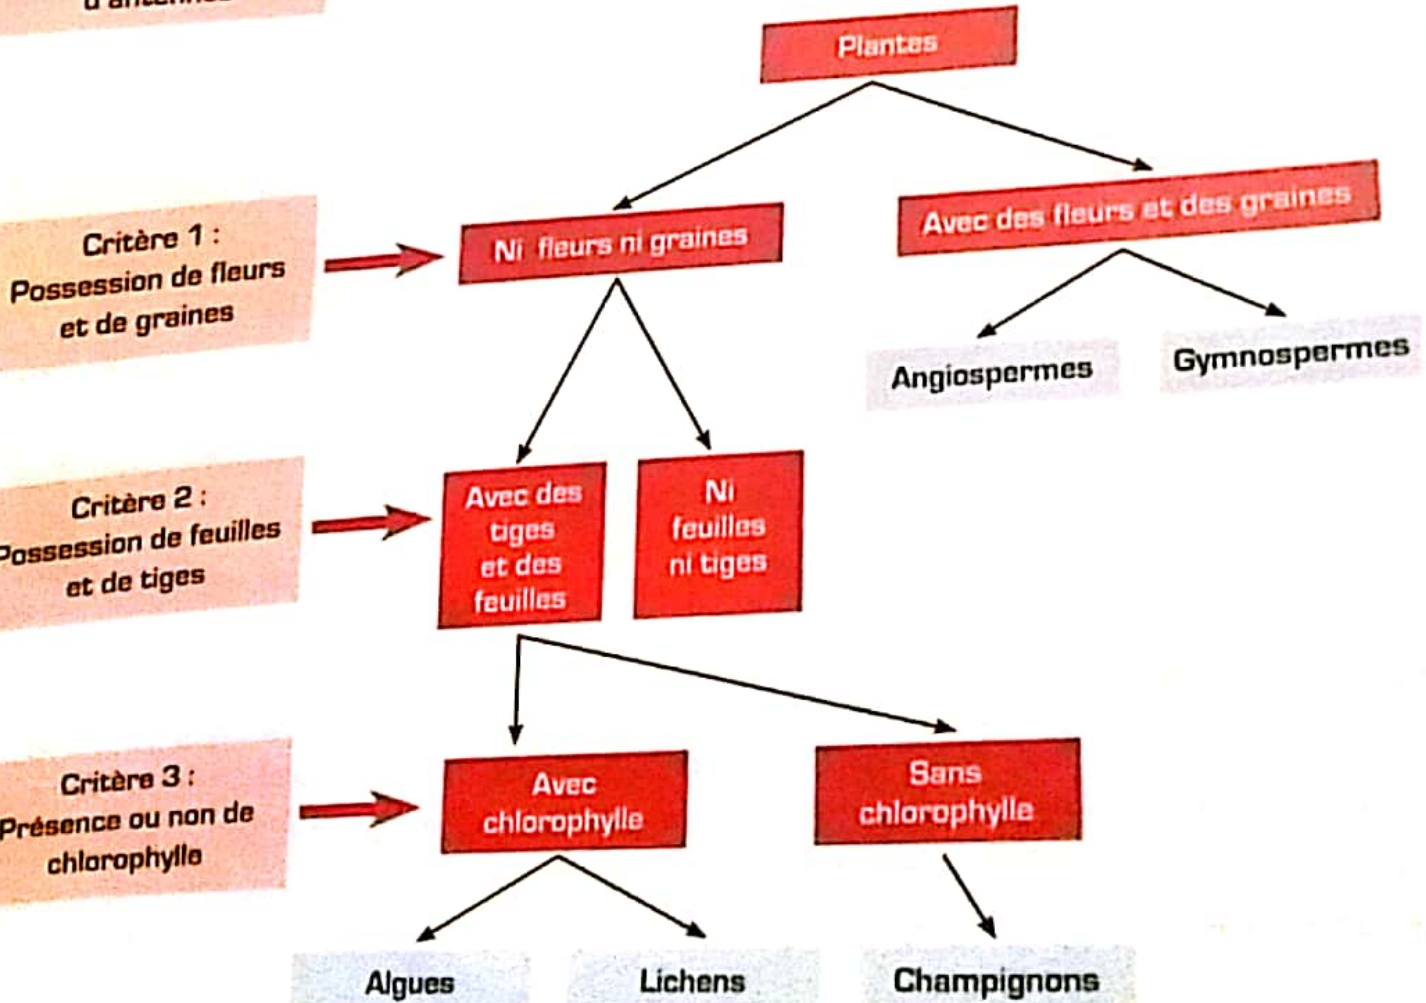 d'antennes
Plantes
Critère 1 :
Possession de fleurs
et de graines
Ni fleurs ni graines
Avec des fleurs et des graines
Angiospermes
Gymnospermes
Critère 2 :
Possession de feuilles
et de tiges
Avec des
tiges
et des
feuilles
Ni
feuilles
ni tiges
Critère 3 :
Présence ou non de
chlorophylle
Avec
chlorophylle
Sans
chlorophylle
Algues
Lichens
Champignons